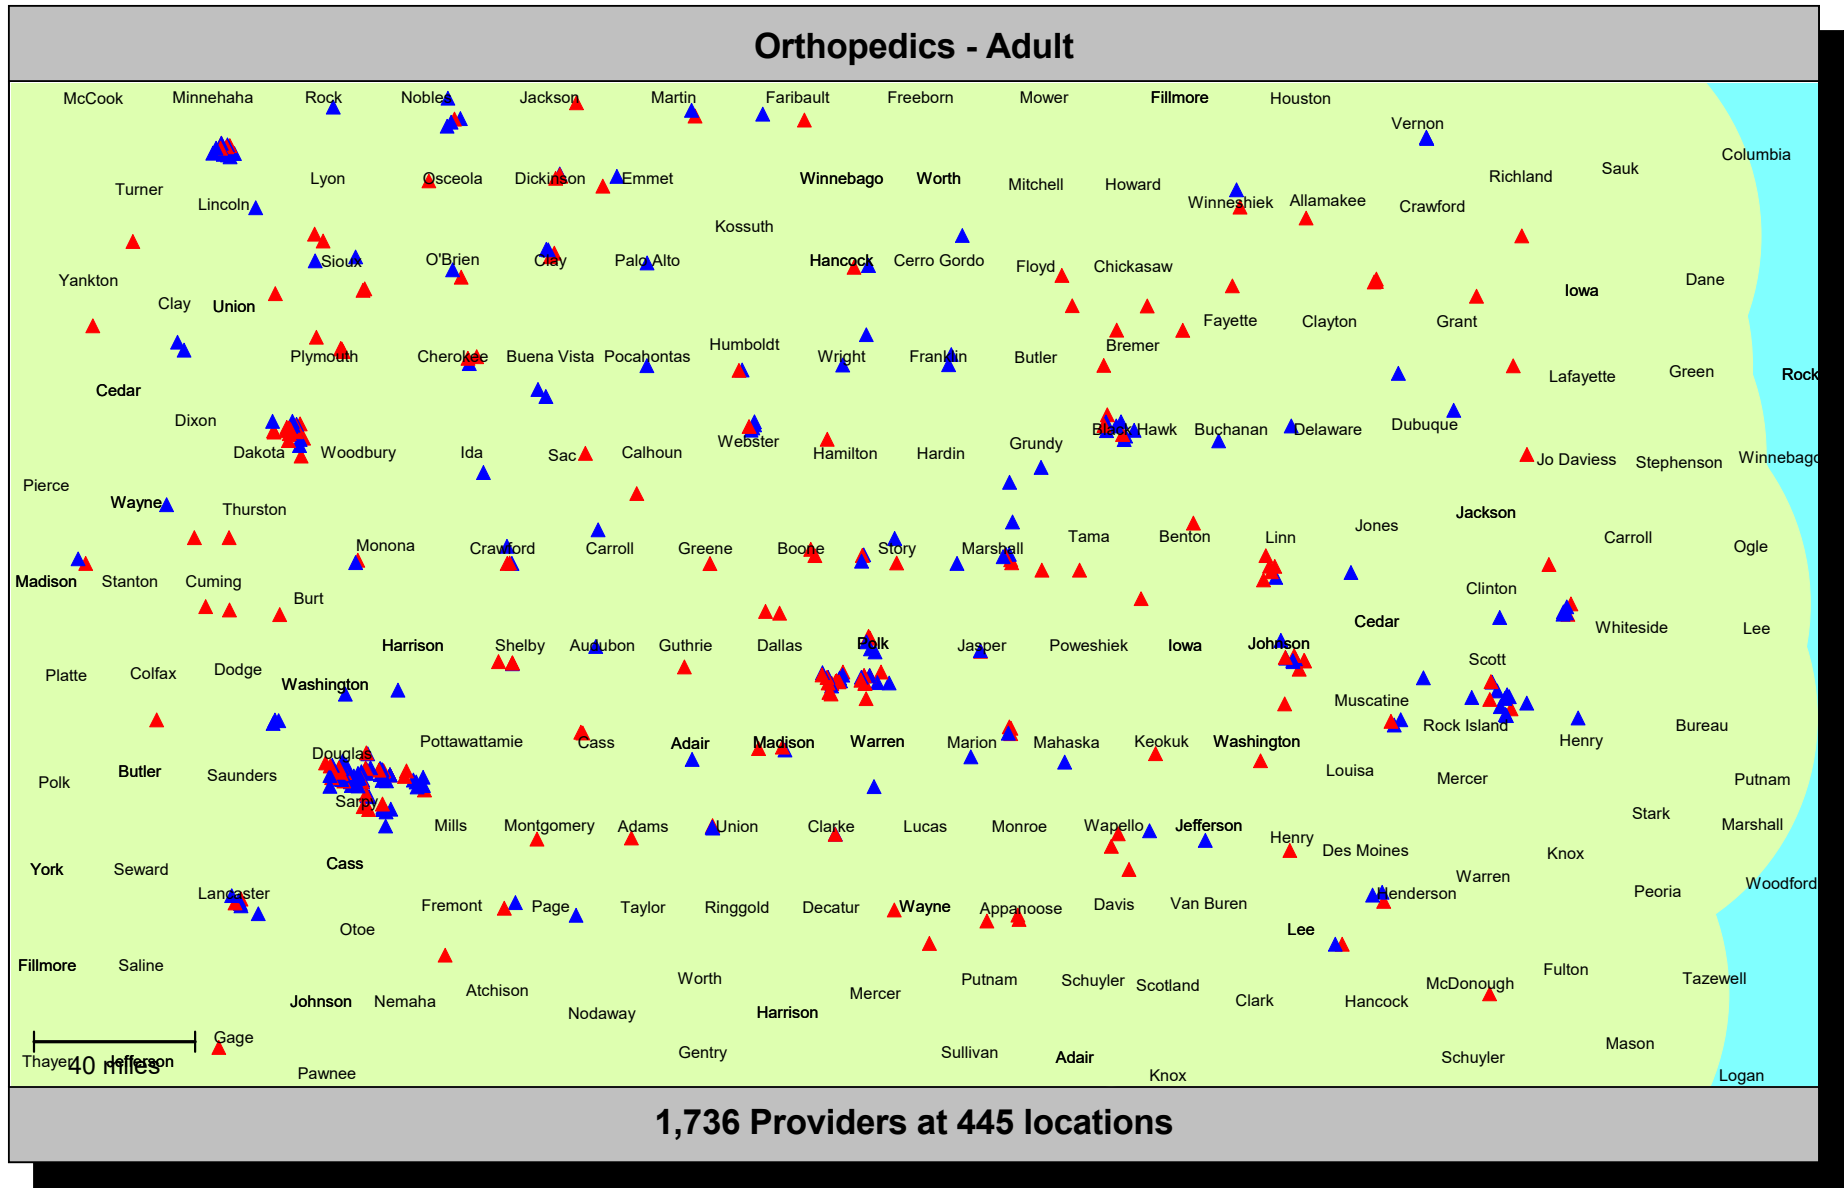 Orthopedics - Adult
McCook Minnehaha Rock Nobles Jackson Martin Faribault Freeborn Mower Fillmore Houston
Vernon
Columbia
Turner Lyon Osceola Dickinson Emmet Winnebago Worth Mitchell Howard Richland Sauk
Lincoln Winneshiek Allamakee Crawford
Kossuth
Yankton Sioux O'Brien Clay Palo Alto Hancock Cerro Gordo Floyd Chickasaw Dane
Clay Union Iowa
Fayette Clayton Grant
Plymouth Cherokee Buena Vista Pocahontas Humboldt Wright Franklin Butler Bremer
Cedar Lafayette Green Rock
Dixon Webster Black Hawk Buchanan Delaware Dubuque
Dakota Woodbury Ida Sac Calhoun Hamilton Hardin Grundy Jo Daviess Stephenson Winnebago
Pierce
Wayne Thurston Jackson
Monona Crawford Carroll Greene Boone Story Marshall Tama Benton Linn Jones Carroll Ogle
Madison Stanton Cuming Burt Clinton
Cedar Whiteside Lee
Harrison Shelby Audubon Guthrie Dallas Polk Jasper Poweshiek Iowa Johnson Scott
Platte Colfax Dodge Washington
Muscatine Rock Island Bureau
Douglas Pottawattamie Cass Adair Madison Warren Marion Mahaska Keokuk Washington Henry
Polk Butler Saunders Louisa Mercer Putnam
Sarpy
Mills Montgomery Adams Union Clarke Lucas Monroe Wapello Jefferson Henry Stark Marshall
York Seward Cass Des Moines Knox
Lancaster Henderson Warren Peoria Woodford
Fremont Page Taylor Ringgold Decatur Wayne Appanoose Davis Van Buren
Otoe Lee
Fillmore Saline Worth Putnam Schuyler Scotland McDonough Fulton Tazewell
Johnson Nemaha Atchison Nodaway Harrison Mercer Clark Hancock
Gage Mason
Thayer Jefferson Gentry Sullivan Adair Schuyler
40 miles
Pawnee Knox Logan
1,736 Providers at 445 locations